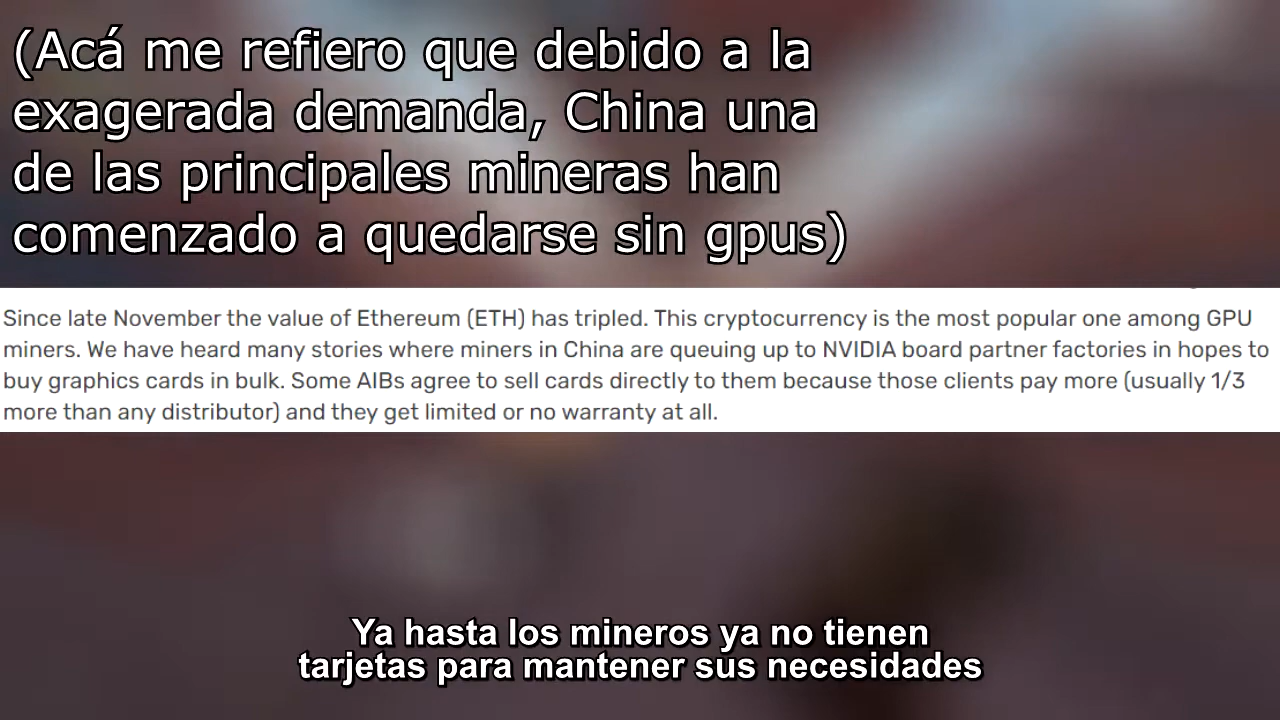 (Acá me refiero que debido a la
exagerada demanda, China una
de las principales mineras han
comenzado a quedarse sin gpus)
Since late November the value of Ethereum (ETH) has tripled. This cryptocurrency is the most popular one among GPU
miners. We have heard many stories where miners in China are queuing up to NVIDIA board partner factories in hopes to
buy graphics cards in bulk. Some AIBs agree to sell cards directly to them because those clients pay more (usually 1/3
more than any distributor) and they get limited or no warranty at all.
Ya hasta los mineros ya no tienen
tarjetas para mantener sus necesidades